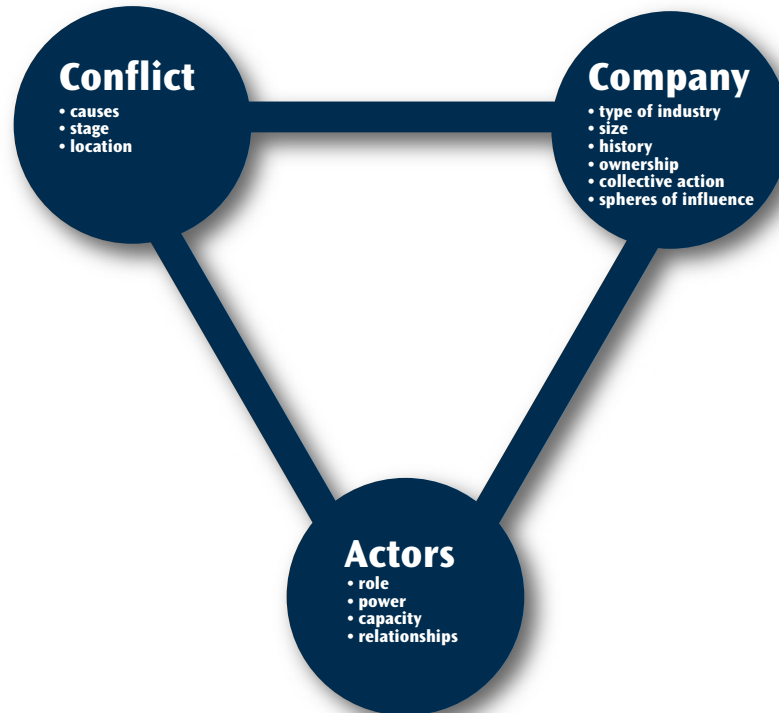 Conflict
• causes
• stage
• location
Company
• type of industry
• size
• history
• ownership
• collective action
• spheres of influence
Actors
• role
• power
• capacity
• relationships